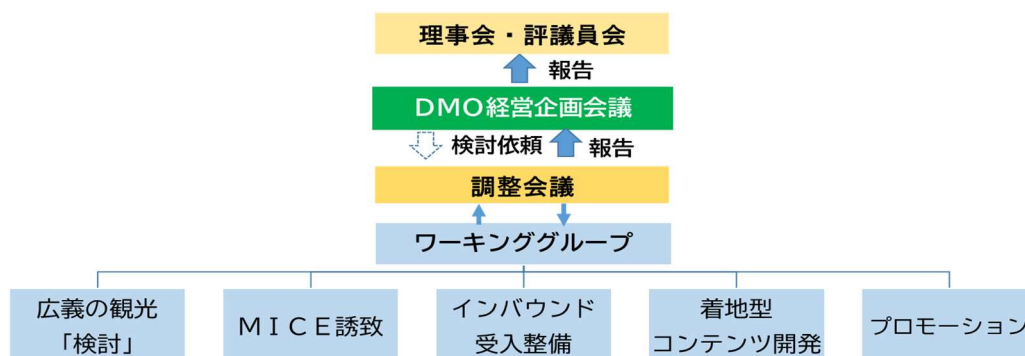 理事会・評議員会
報告
DMO経営企画会議
検討依頼 報告
調整会議
ワーキンググループ
広義の観光
「検討」
MICE誘致
インバウンド
受入整備
着地型
コンテンツ開発
プロモーション